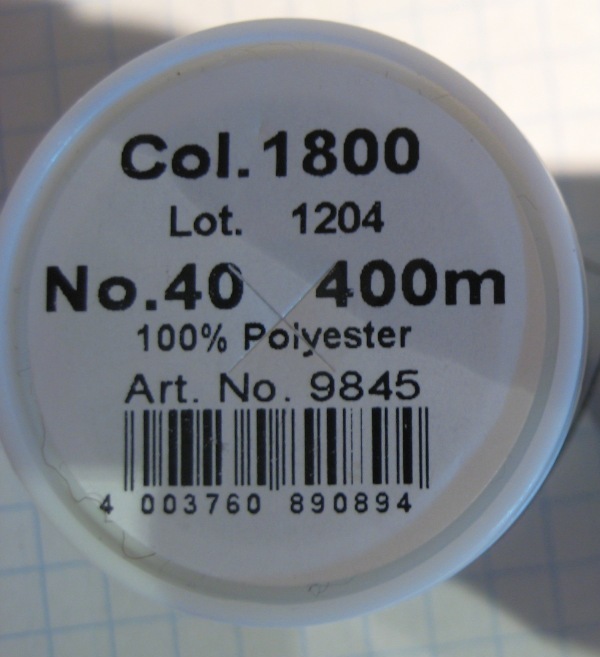 Col.1800
Lot. 1204
No.40 400m
100% Polyester
Art. No. 9845
4 003760 890894